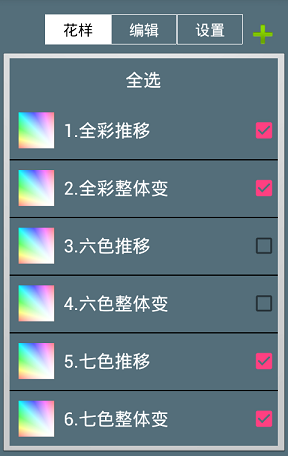 花样 编辑 设置
全选
1.全彩推移
2.全彩整体变
3.六色推移
4.六色整体变
5.七色推移
6.七色整体变